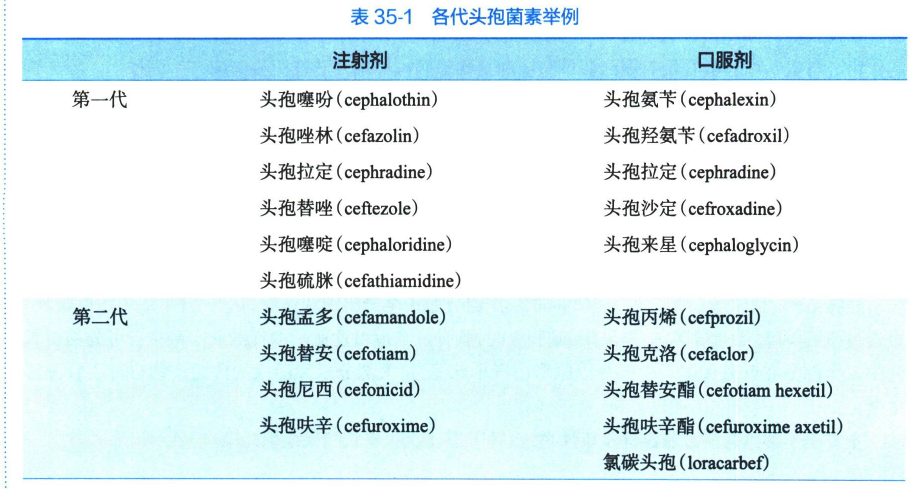 表 35-1 各代头孢菌素举例
注射剂 口服剂
第一代 头孢噻吩(cephalothin) 头孢氨苄(cephalexin)
头孢唑林(cefazolin) 头孢羟氨苄(cefadroxil)
头孢拉定(cephradine) 头孢拉定(cephradine)
头孢替唑(ceftezole) 头孢沙定(cefroxadine)
头孢噻啶(cephaloridine) 头孢来星(cephaloglycin)
头孢硫脒(cefathiamidine)
第二代 头孢孟多(cefamandole) 头孢丙烯(cefprozil)
头孢替安(cefotiam) 头孢克洛(cefaclor)
头孢尼西(cefonicid) 头孢替安酯(cefotiam hexetil)
头孢呋辛(cefuroxime) 头孢呋辛酯(cefuroxime axetil)
氯碳头孢(loracarbef)